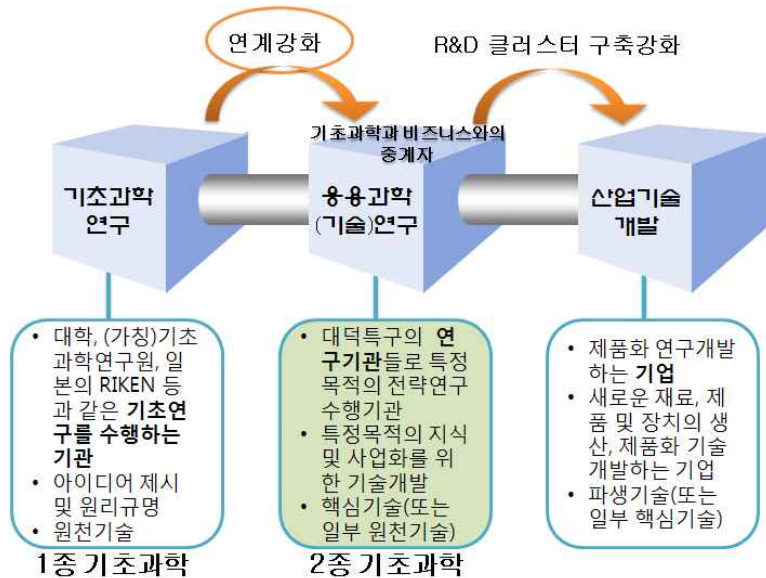 연계강화
R&D 클러스터 구축강화
기초과학과 비즈니스와의
중계자
기초과학
연구
응용과학
(기술)연구
산업기술
개발
• 대학, (가칭)기초
과학연구원, 일
본의 RIKEN 등
과 같은 기초연
구를 수행하는
기관
• 아이디어 제시
및 원리규명
• 원천기술
• 대덕특구의 연
구기관들로 특정
목적의 전략연구
수행기관
• 특정목적의 지식
및 사업화를 위
한 기술개발
• 핵심기술(또는
일부 원천기술)
• 제품화 연구개발
하는 기업
• 새로운 재료, 제
품 및 장치의 생
산, 제품화 기술
개발하는 기업
• 파생기술(또는
일부 핵심기술)
1종 기초과학
2종 기초과학